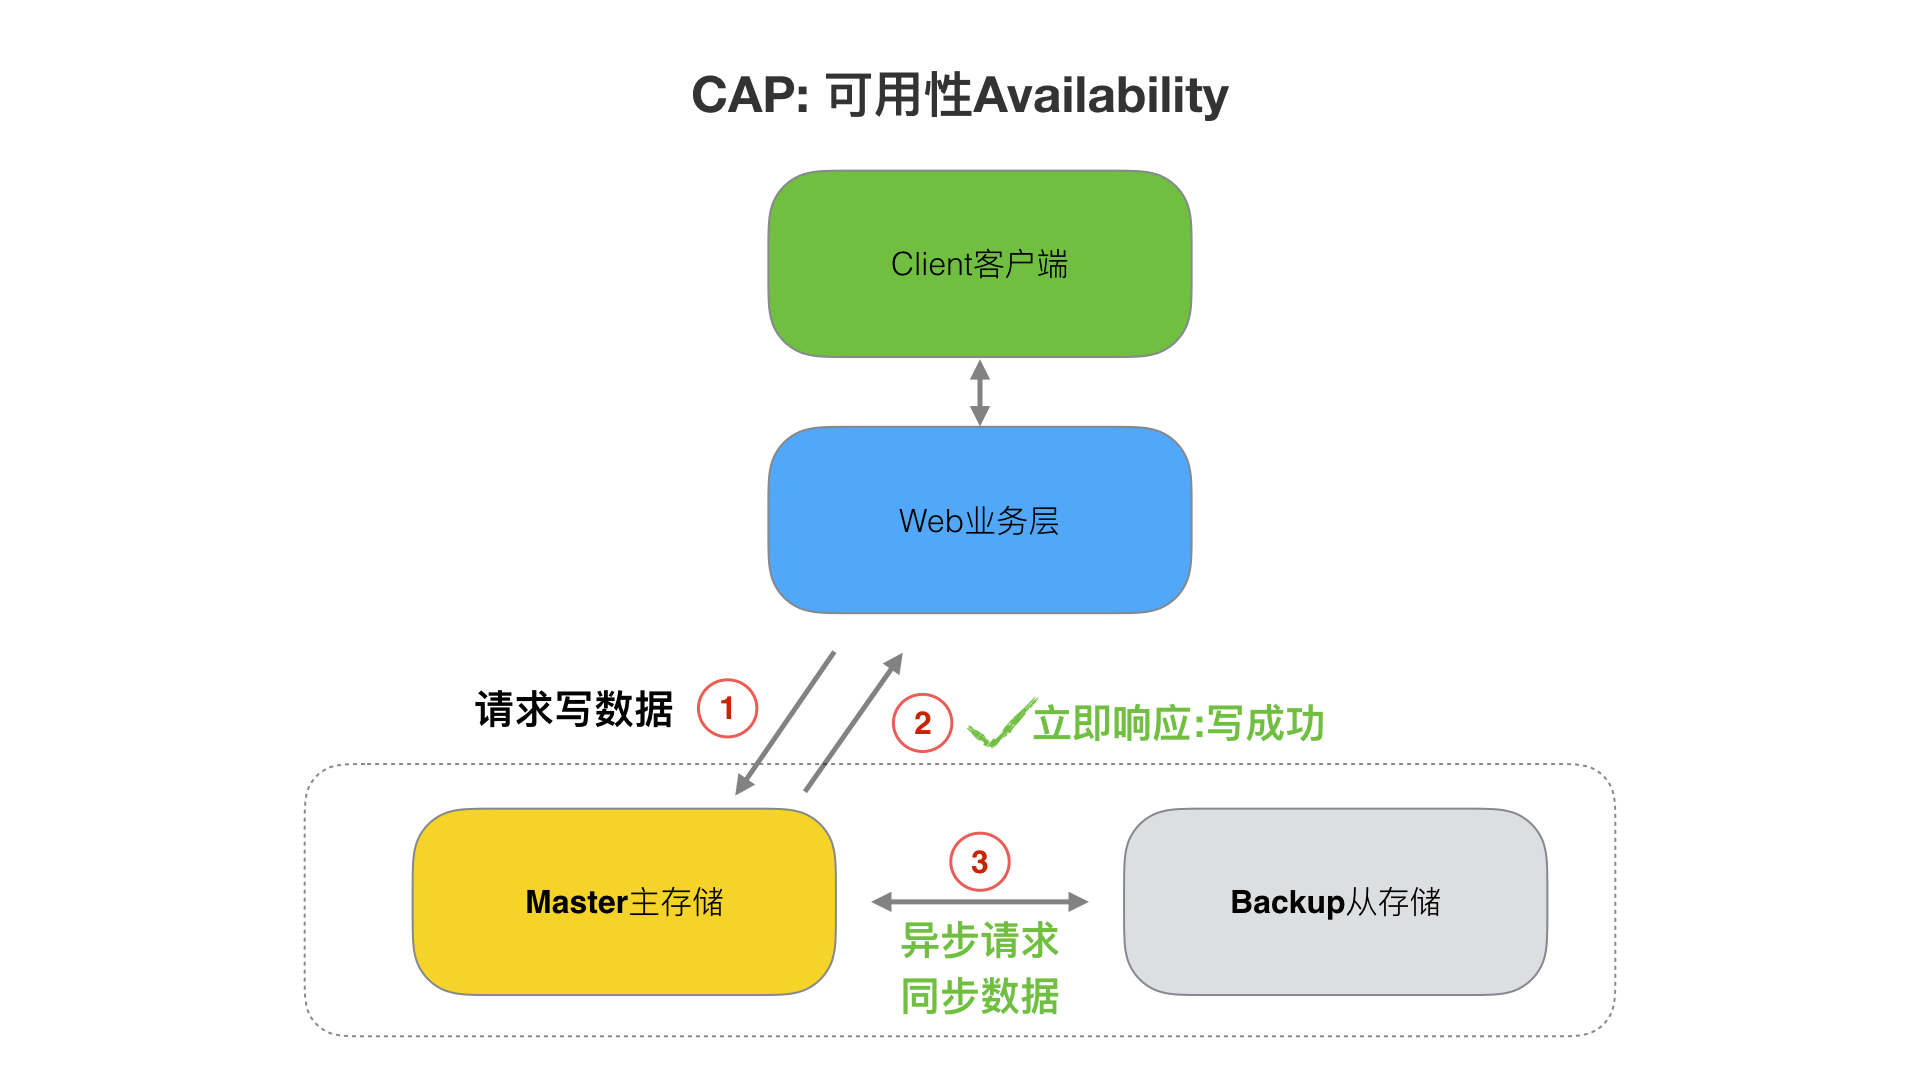 CAP: 可用性Availability
Client客户端
Web业务层
请求写数据
1
2
立即响应:写成功
Master主存储
3
异步请求
同步数据
Backup从存储